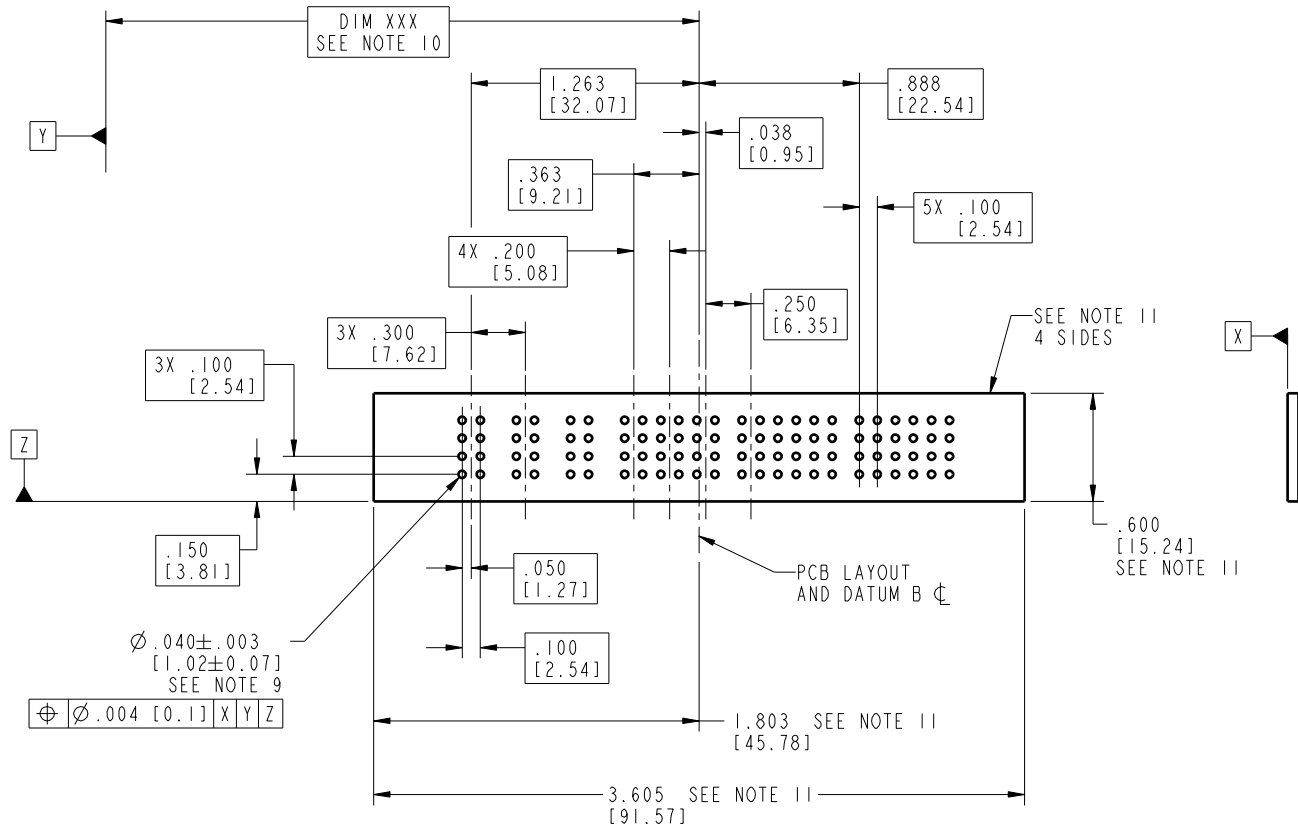 DIM XXX
SEE NOTE 10
1.263
[32.07]
.888
[22.54]
Y
.038
[0.95]
.363
[9.21]
5X .100
[2.54]
4X .200
[5.08]
.250
[6.35]
SEE NOTE 11
4 SIDES
3X .300
[7.62]
X
3X .100
[2.54]
Z
.600
[15.24]
SEE NOTE 11
.150
[3.81]
.050
[1.27]
PCB LAYOUT
AND DATUM B ℄
Ø .040±.003
[1.02±0.07]
SEE NOTE 9
.100
[2.54]
⌖ Ø .004 [0.1] X Y Z
1.803 SEE NOTE 11
[45.78]
3.605 SEE NOTE 11
[91.57]